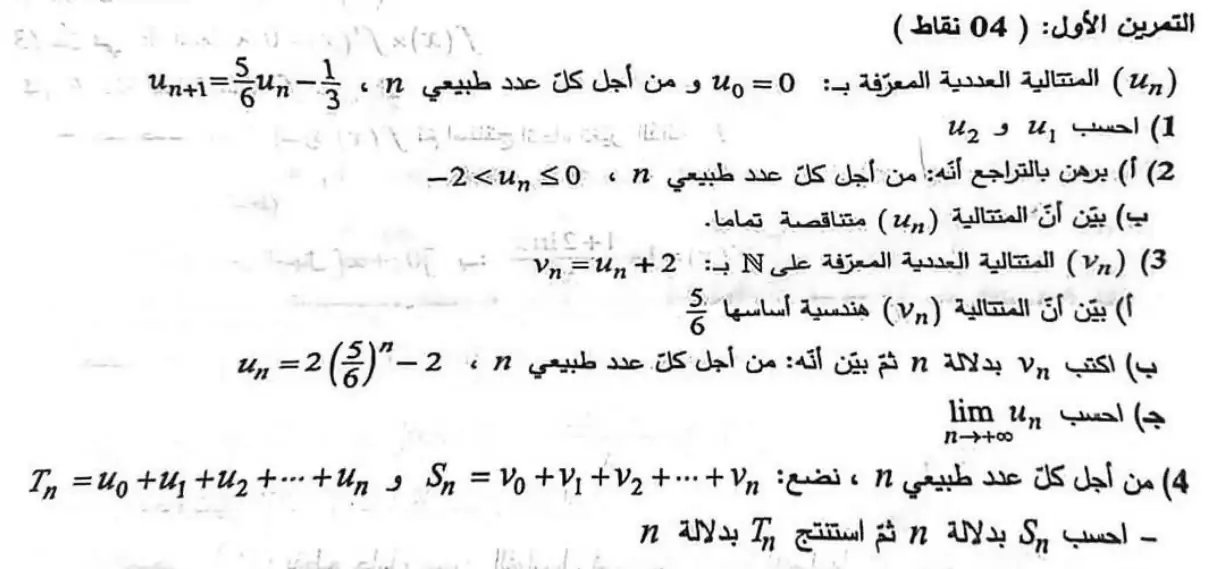 التمرين الأول: ( 04 نقاط )
(uₙ) المتتالية العددية المعرّفة بـ: u₀ = 0 و من أجل كلّ عدد طبيعي n ، uₙ₊₁ = 5/6 uₙ − 1/3
1) احسب u₁ و u₂
2) أ) برهن بالتراجع أنّه: من أجل كلّ عدد طبيعي n ، −2 < uₙ ≤ 0
ب) بيّن أنّ المتتالية (uₙ) متناقصة تماما.
3) (vₙ) المتتالية العددية المعرّفة على ℕ بـ: vₙ = uₙ + 2
أ) بيّن أنّ المتتالية (vₙ) هندسية أساسها 5/6
ب) اكتب vₙ بدلالة n ثمّ بيّن أنّه: من أجل كلّ عدد طبيعي n ، uₙ = 2(5/6)ⁿ − 2
جـ) احسب lim uₙ n→+∞
4) من أجل كلّ عدد طبيعي n ، نضع: Sₙ = v₀ + v₁ + v₂ + ··· + vₙ و Tₙ = u₀ + u₁ + u₂ + ··· + uₙ
– احسب Sₙ بدلالة n ثمّ استنتج Tₙ بدلالة n